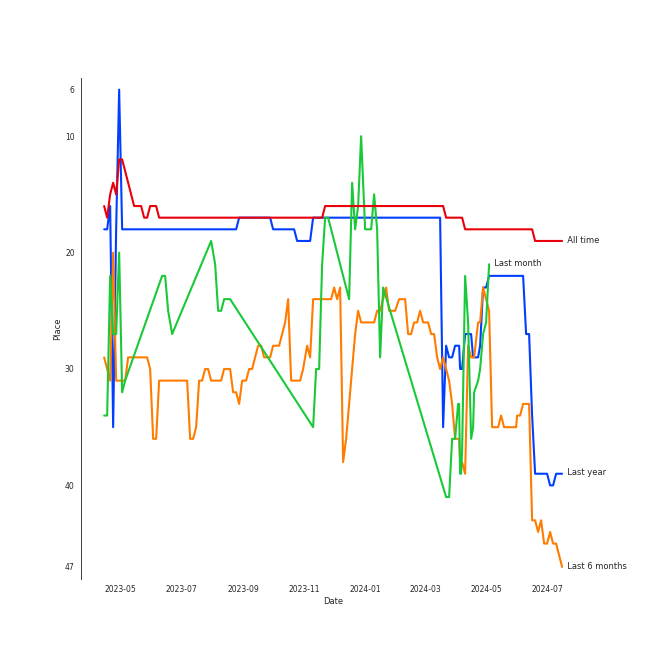 6
10
20
30
40
47
Place
All time
Last month
Last year
Last 6 months
2023-05 2023-07 2023-09 2023-11 2024-01 2024-03 2024-05 2024-07
Date